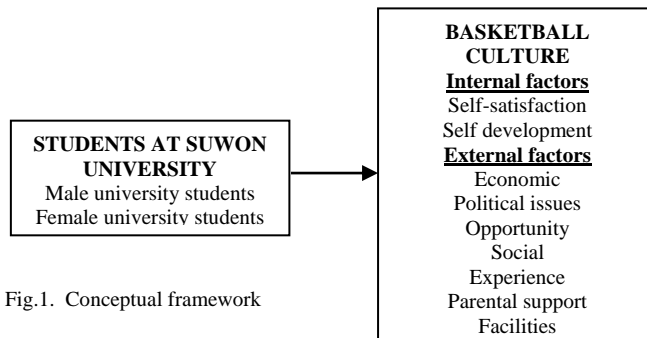 STUDENTS AT SUWON
UNIVERSITY
Male university students
Female university students
BASKETBALL
CULTURE
Internal factors
Self-satisfaction
Self development
External factors
Economic
Political issues
Opportunity
Social
Experience
Parental support
Facilities
Fig.1. Conceptual framework